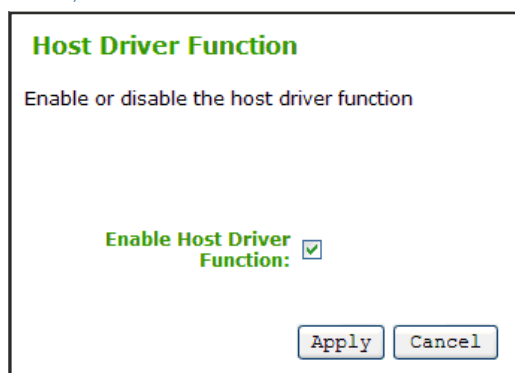 Host Driver Function
Enable or disable the host driver function
Enable Host Driver
Function:
Apply Cancel